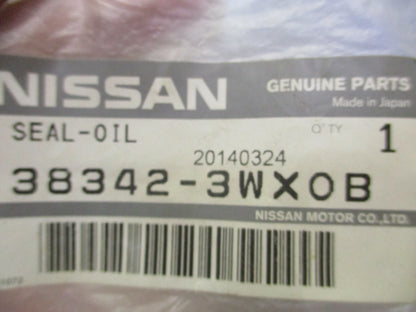 NISSAN
GENUINE PARTS
Made in Japan
SEAL-OIL
Q'TY 1
20140324
38342-3WX0B
NISSAN MOTOR CO.,LTD.